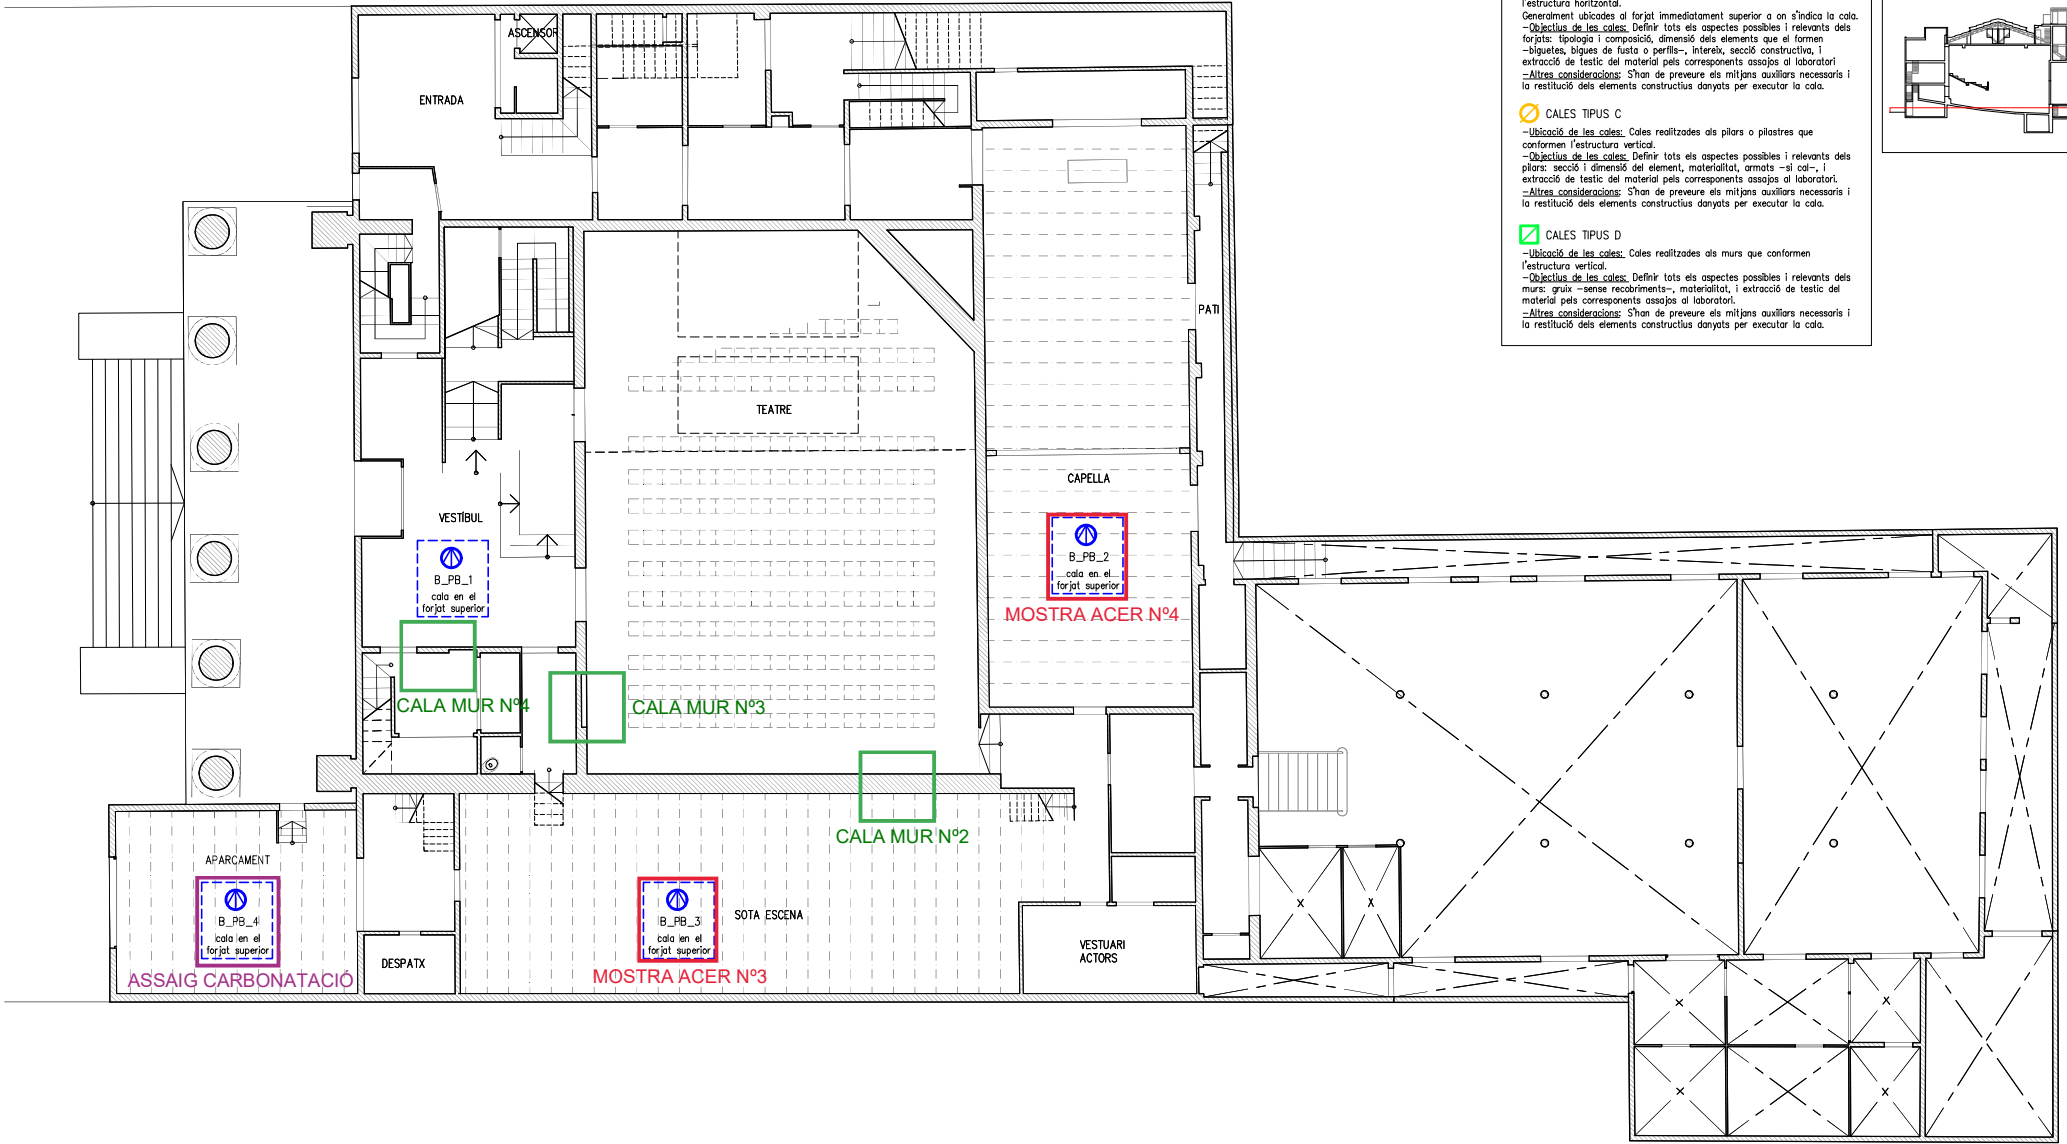 l'estructura horitzontal.
Generalment ubicades al forjat immediatament superior a on s'indica la cala.
-Objectius de les cales: Definir tots els aspectes possibles i relevants dels
forjats: tipologia i composició, dimensió dels elements que el formen
-biguetes, bigues de fusta o perfils-, intereix, secció constructiva, i
extracció de testic del material pels corresponents assajos al laboratori
-Altres consideracions: S'han de preveure els mitjans auxiliars necessaris i
la restitució dels elements constructius danyats per executar la cala.
CALES TIPUS C
-Ubicació de les cales: Cales realitzades als pilars o pilastres que
conformen l'estructura vertical.
-Objectius de les cales: Definir tots els aspectes possibles i relevants dels
pilars: secció i dimensió del element, materialitat, armats -si cal-, i
extracció de testic del material pels corresponents assajos al laboratori.
-Altres consideracions: S'han de preveure els mitjans auxiliars necessaris i
la restitució dels elements constructius danyats per executar la cala.
CALES TIPUS D
-Ubicació de les cales: Cales realitzades als murs que conformen
l'estructura vertical.
-Objectius de les cales: Definir tots els aspectes possibles i relevants dels
murs: gruix -sense recobriments-, materialitat, i extracció de testic del
material pels corresponents assajos al laboratori.
-Altres consideracions: S'han de preveure els mitjans auxiliars necessaris i
la restitució dels elements constructius danyats per executar la cala.
ASCENSOR
ENTRADA
PATI
TEATRE
CAPELLA
VESTÍBUL
B_PB_1
cala en el
forjat superior
B_PB_2
cala en el
forjat superior
MOSTRA ACER Nº4
CALA MUR Nº4
CALA MUR Nº3
CALA MUR Nº2
APARCAMENT
B_PB_4
cala en el
forjat superior
ASSAIG CARBONATACIÓ
DESPATX
B_PB_3
cala en el
forjat superior
MOSTRA ACER Nº3
SOTA ESCENA
VESTUARI
ACTORS